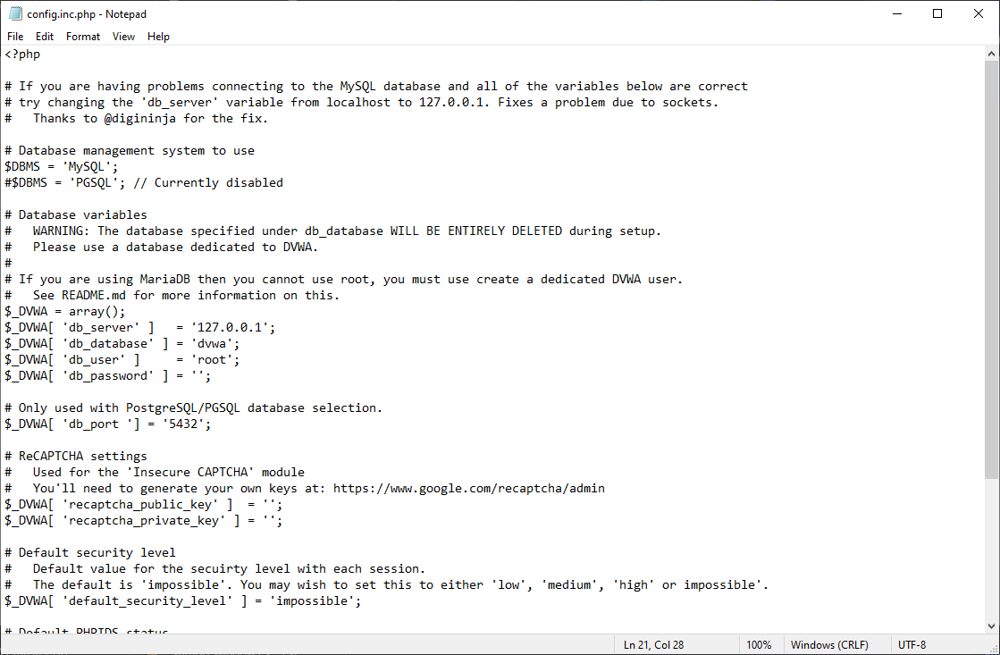 config.inc.php - Notepad
File Edit Format View Help
<?php
# If you are having problems connecting to the MySQL database and all of the variables below are correct
# try changing the 'db_server' variable from localhost to 127.0.0.1. Fixes a problem due to sockets.
#   Thanks to @digininja for the fix.
# Database management system to use
$DBMS = 'MySQL';
#$DBMS = 'PGSQL'; // Currently disabled
# Database variables
#   WARNING: The database specified under db_database WILL BE ENTIRELY DELETED during setup.
#   Please use a database dedicated to DVWA.
#
# If you are using MariaDB then you cannot use root, you must use create a dedicated DVWA user.
#   See README.md for more information on this.
$_DVWA = array();
$_DVWA[ 'db_server' ]   = '127.0.0.1';
$_DVWA[ 'db_database' ] = 'dvwa';
$_DVWA[ 'db_user' ]     = 'root';
$_DVWA[ 'db_password' ] = '';
# Only used with PostgreSQL/PGSQL database selection.
$_DVWA[ 'db_port '] = '5432';
# ReCAPTCHA settings
#   Used for the 'Insecure CAPTCHA' module
#   You'll need to generate your own keys at: https://www.google.com/recaptcha/admin
$_DVWA[ 'recaptcha_public_key' ]  = '';
$_DVWA[ 'recaptcha_private_key' ] = '';
# Default security level
#   Default value for the secuirty level with each session.
#   The default is 'impossible'. You may wish to set this to either 'low', 'medium', 'high' or impossible'.
$_DVWA[ 'default_security_level' ] = 'impossible';
# Default PHPIDS status
Ln 21, Col 28 100% Windows (CRLF) UTF-8